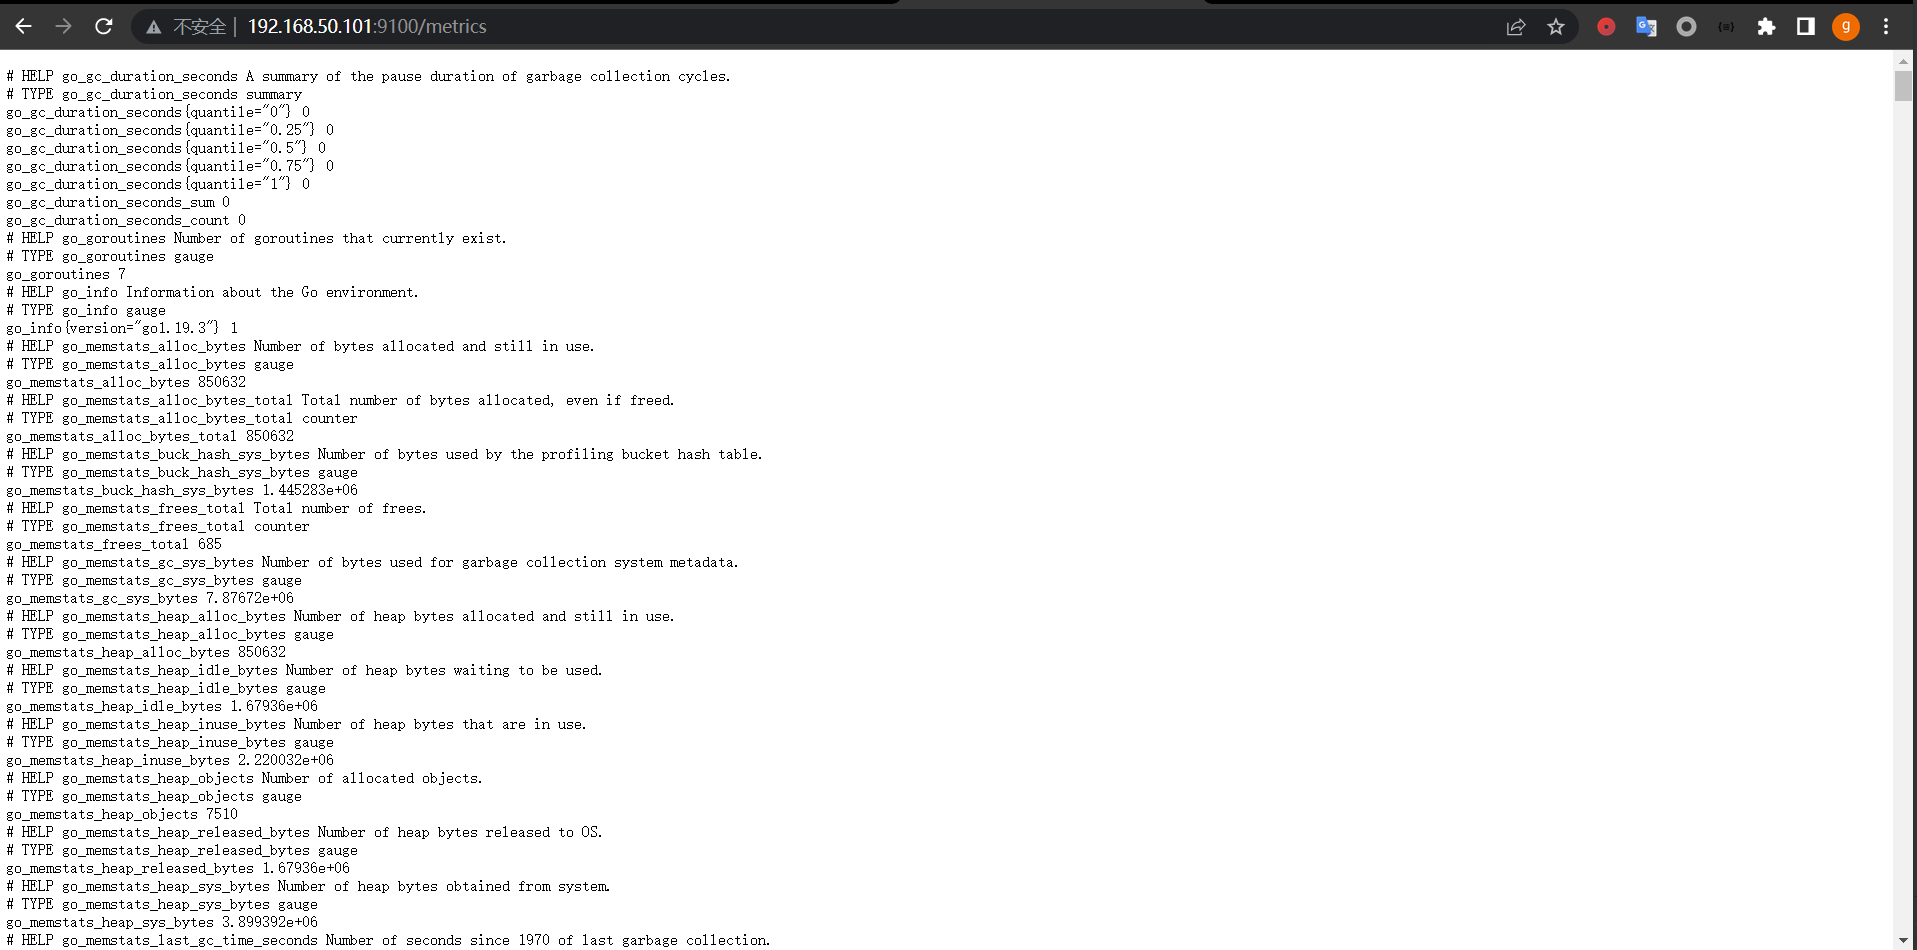 不安全 | 192.168.50.101:9100/metrics
g
# HELP go_gc_duration_seconds A summary of the pause duration of garbage collection cycles.
# TYPE go_gc_duration_seconds summary
go_gc_duration_seconds{quantile="0"} 0
go_gc_duration_seconds{quantile="0.25"} 0
go_gc_duration_seconds{quantile="0.5"} 0
go_gc_duration_seconds{quantile="0.75"} 0
go_gc_duration_seconds{quantile="1"} 0
go_gc_duration_seconds_sum 0
go_gc_duration_seconds_count 0
# HELP go_goroutines Number of goroutines that currently exist.
# TYPE go_goroutines gauge
go_goroutines 7
# HELP go_info Information about the Go environment.
# TYPE go_info gauge
go_info{version="go1.19.3"} 1
# HELP go_memstats_alloc_bytes Number of bytes allocated and still in use.
# TYPE go_memstats_alloc_bytes gauge
go_memstats_alloc_bytes 850632
# HELP go_memstats_alloc_bytes_total Total number of bytes allocated, even if freed.
# TYPE go_memstats_alloc_bytes_total counter
go_memstats_alloc_bytes_total 850632
# HELP go_memstats_buck_hash_sys_bytes Number of bytes used by the profiling bucket hash table.
# TYPE go_memstats_buck_hash_sys_bytes gauge
go_memstats_buck_hash_sys_bytes 1.445283e+06
# HELP go_memstats_frees_total Total number of frees.
# TYPE go_memstats_frees_total counter
go_memstats_frees_total 685
# HELP go_memstats_gc_sys_bytes Number of bytes used for garbage collection system metadata.
# TYPE go_memstats_gc_sys_bytes gauge
go_memstats_gc_sys_bytes 7.87672e+06
# HELP go_memstats_heap_alloc_bytes Number of heap bytes allocated and still in use.
# TYPE go_memstats_heap_alloc_bytes gauge
go_memstats_heap_alloc_bytes 850632
# HELP go_memstats_heap_idle_bytes Number of heap bytes waiting to be used.
# TYPE go_memstats_heap_idle_bytes gauge
go_memstats_heap_idle_bytes 1.67936e+06
# HELP go_memstats_heap_inuse_bytes Number of heap bytes that are in use.
# TYPE go_memstats_heap_inuse_bytes gauge
go_memstats_heap_inuse_bytes 2.220032e+06
# HELP go_memstats_heap_objects Number of allocated objects.
# TYPE go_memstats_heap_objects gauge
go_memstats_heap_objects 7510
# HELP go_memstats_heap_released_bytes Number of heap bytes released to OS.
# TYPE go_memstats_heap_released_bytes gauge
go_memstats_heap_released_bytes 1.67936e+06
# HELP go_memstats_heap_sys_bytes Number of heap bytes obtained from system.
# TYPE go_memstats_heap_sys_bytes gauge
go_memstats_heap_sys_bytes 3.899392e+06
# HELP go_memstats_last_gc_time_seconds Number of seconds since 1970 of last garbage collection.